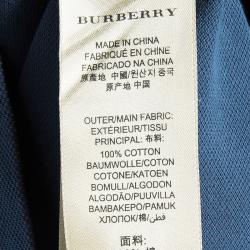 BURBERRY
MADE IN CHINA
FABRIQUÉ EN CHINE
FABRICADO NA CHINA
原產地 中國/원산지 중국
原产地 中国
OUTER/MAIN FABRIC:
EXTÉRIEUR/TISSU
PRINCIPAL: 布料:
100% COTTON
BAUMWOLLE/COTON
COTONE/KATOEN
BOMULL/ALGODON
ALGODÃO/PUUVILLA
BAMBAKEPO/PAMUK
ХЛОПОК/棉/قطن
面料: